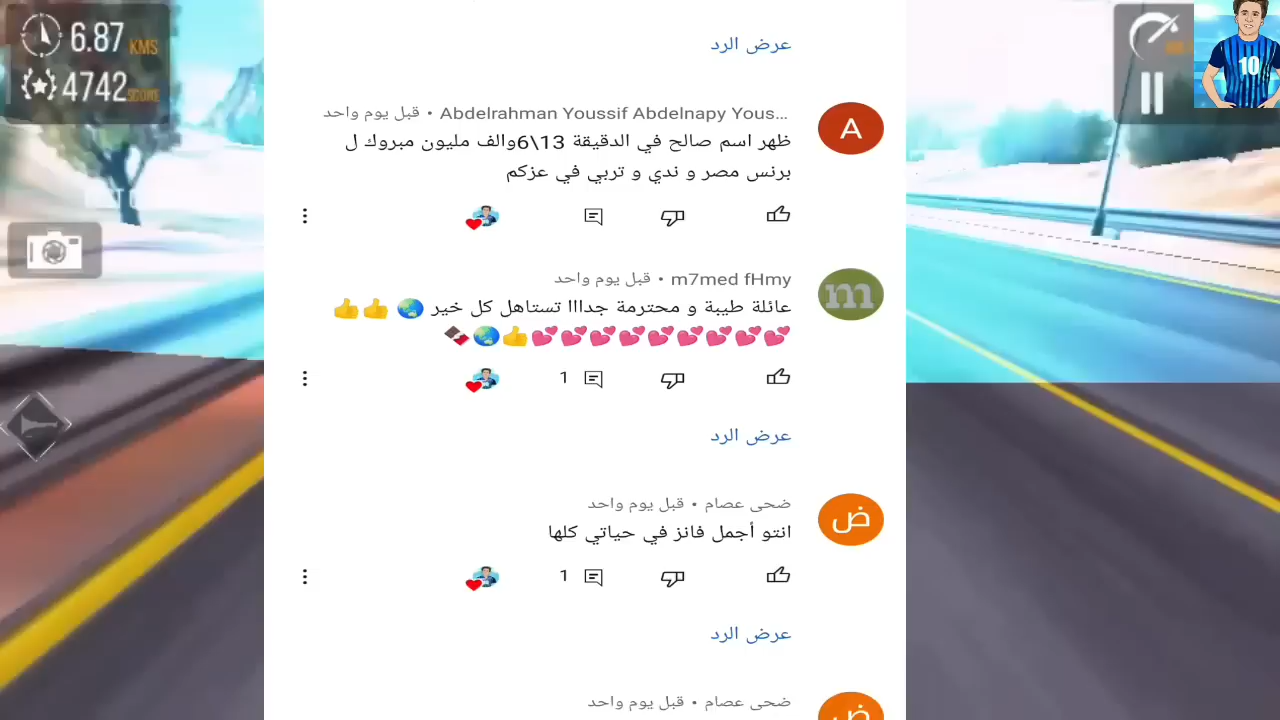 6.87 KMS
4742 SCORE
10
عرض الرد
Abdelrahman Youssif Abdelnapy Yous... • قبل يوم واحد
A
ظهر اسم صالح في الدقيقة 13\6والف مليون مبروك ل
برنس مصر و ندي و تربي في عزكم
m7med fHmy • قبل يوم واحد
m
عائلة طيبة و محترمة جدااا تستاهل كل خير 🌏 👍 👍
💕💕💕💕💕💕💕💕💕👍🌏🍫
1
عرض الرد
ضحى عصام • قبل يوم واحد
ض
انتو أجمل فانز في حياتي كلها
1
عرض الرد
ضحى عصام • قبل يوم واحد
ض